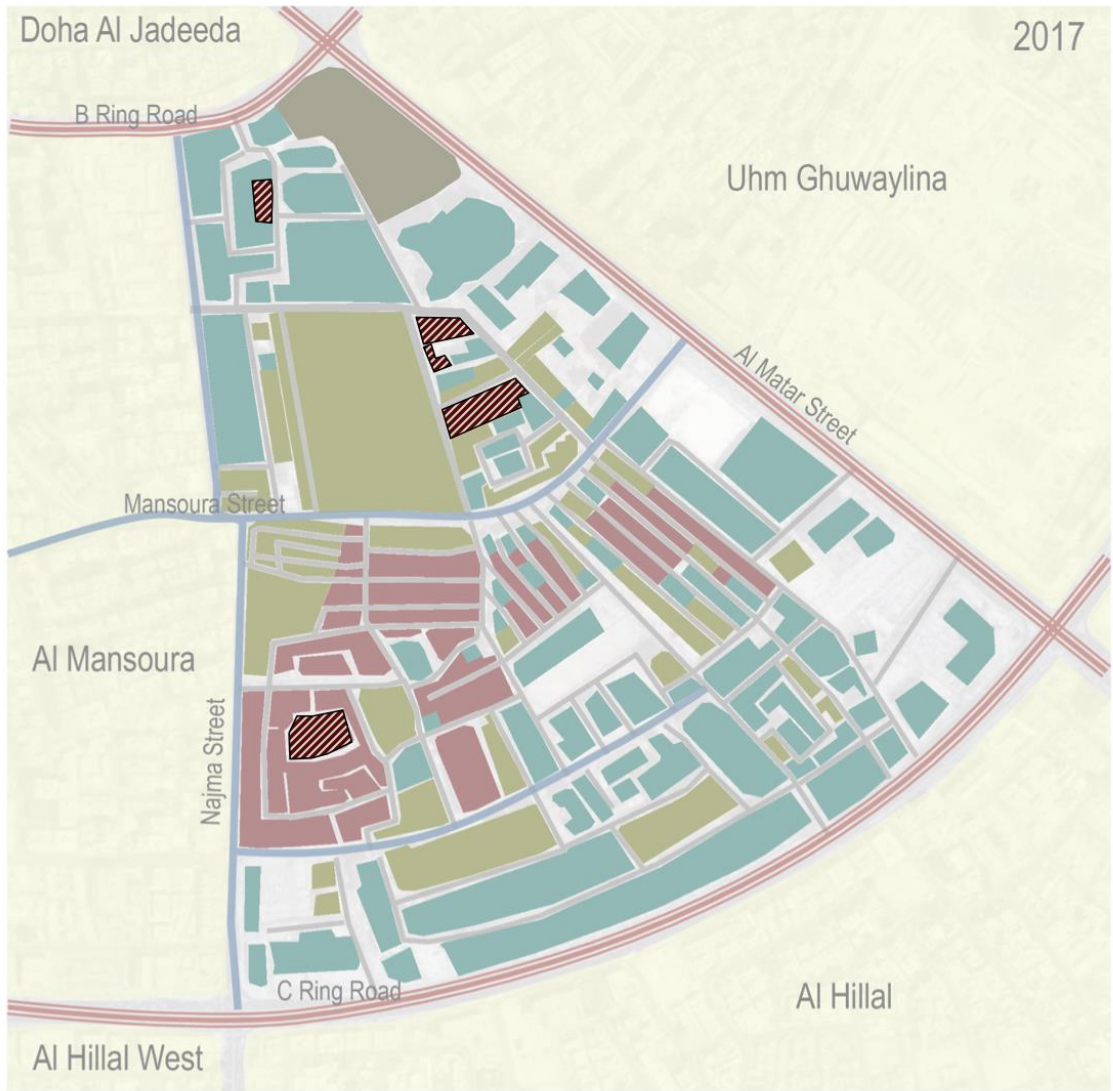 Doha Al Jadeeda
2017
B Ring Road
Uhm Ghuwaylina
Al Matar Street
Mansoura Street
Al Mansoura
Najma Street
C Ring Road
Al Hillal
Al Hillal West